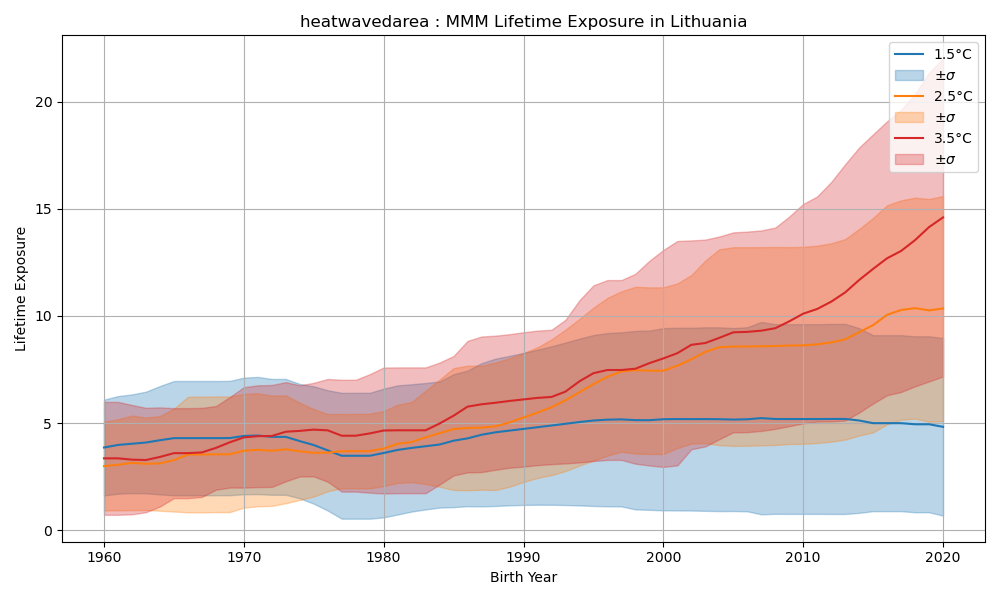 heatwavedarea : MMM Lifetime Exposure in Lithuania
1.5°C
±σ
2.5°C
±σ
3.5°C
±σ
Lifetime Exposure
20
15
10
5
0
1960 1970 1980 1990 2000 2010 2020
Birth Year